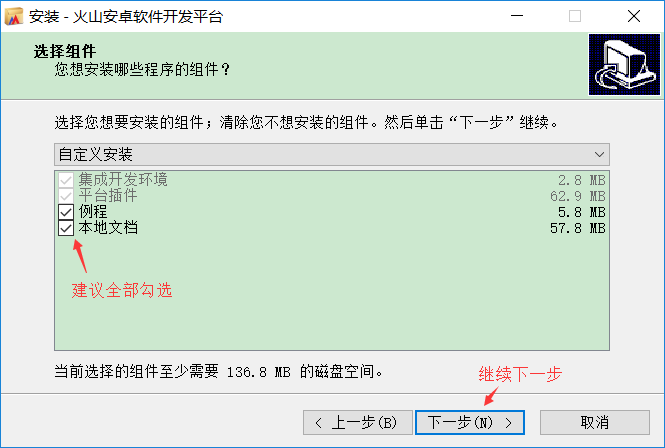 安装 - 火山安卓软件开发平台
选择组件
您想安装哪些程序的组件？
选择您想要安装的组件；清除您不想安装的组件。然后单击“下一步”继续。
自定义安装
集成开发环境 2.8 MB
平台插件 62.9 MB
例程 5.8 MB
本地文档 57.8 MB
建议全部勾选
当前选择的组件至少需要 136.8 MB 的磁盘空间。
继续下一步
< 上一步(B) 下一步(N) > 取消